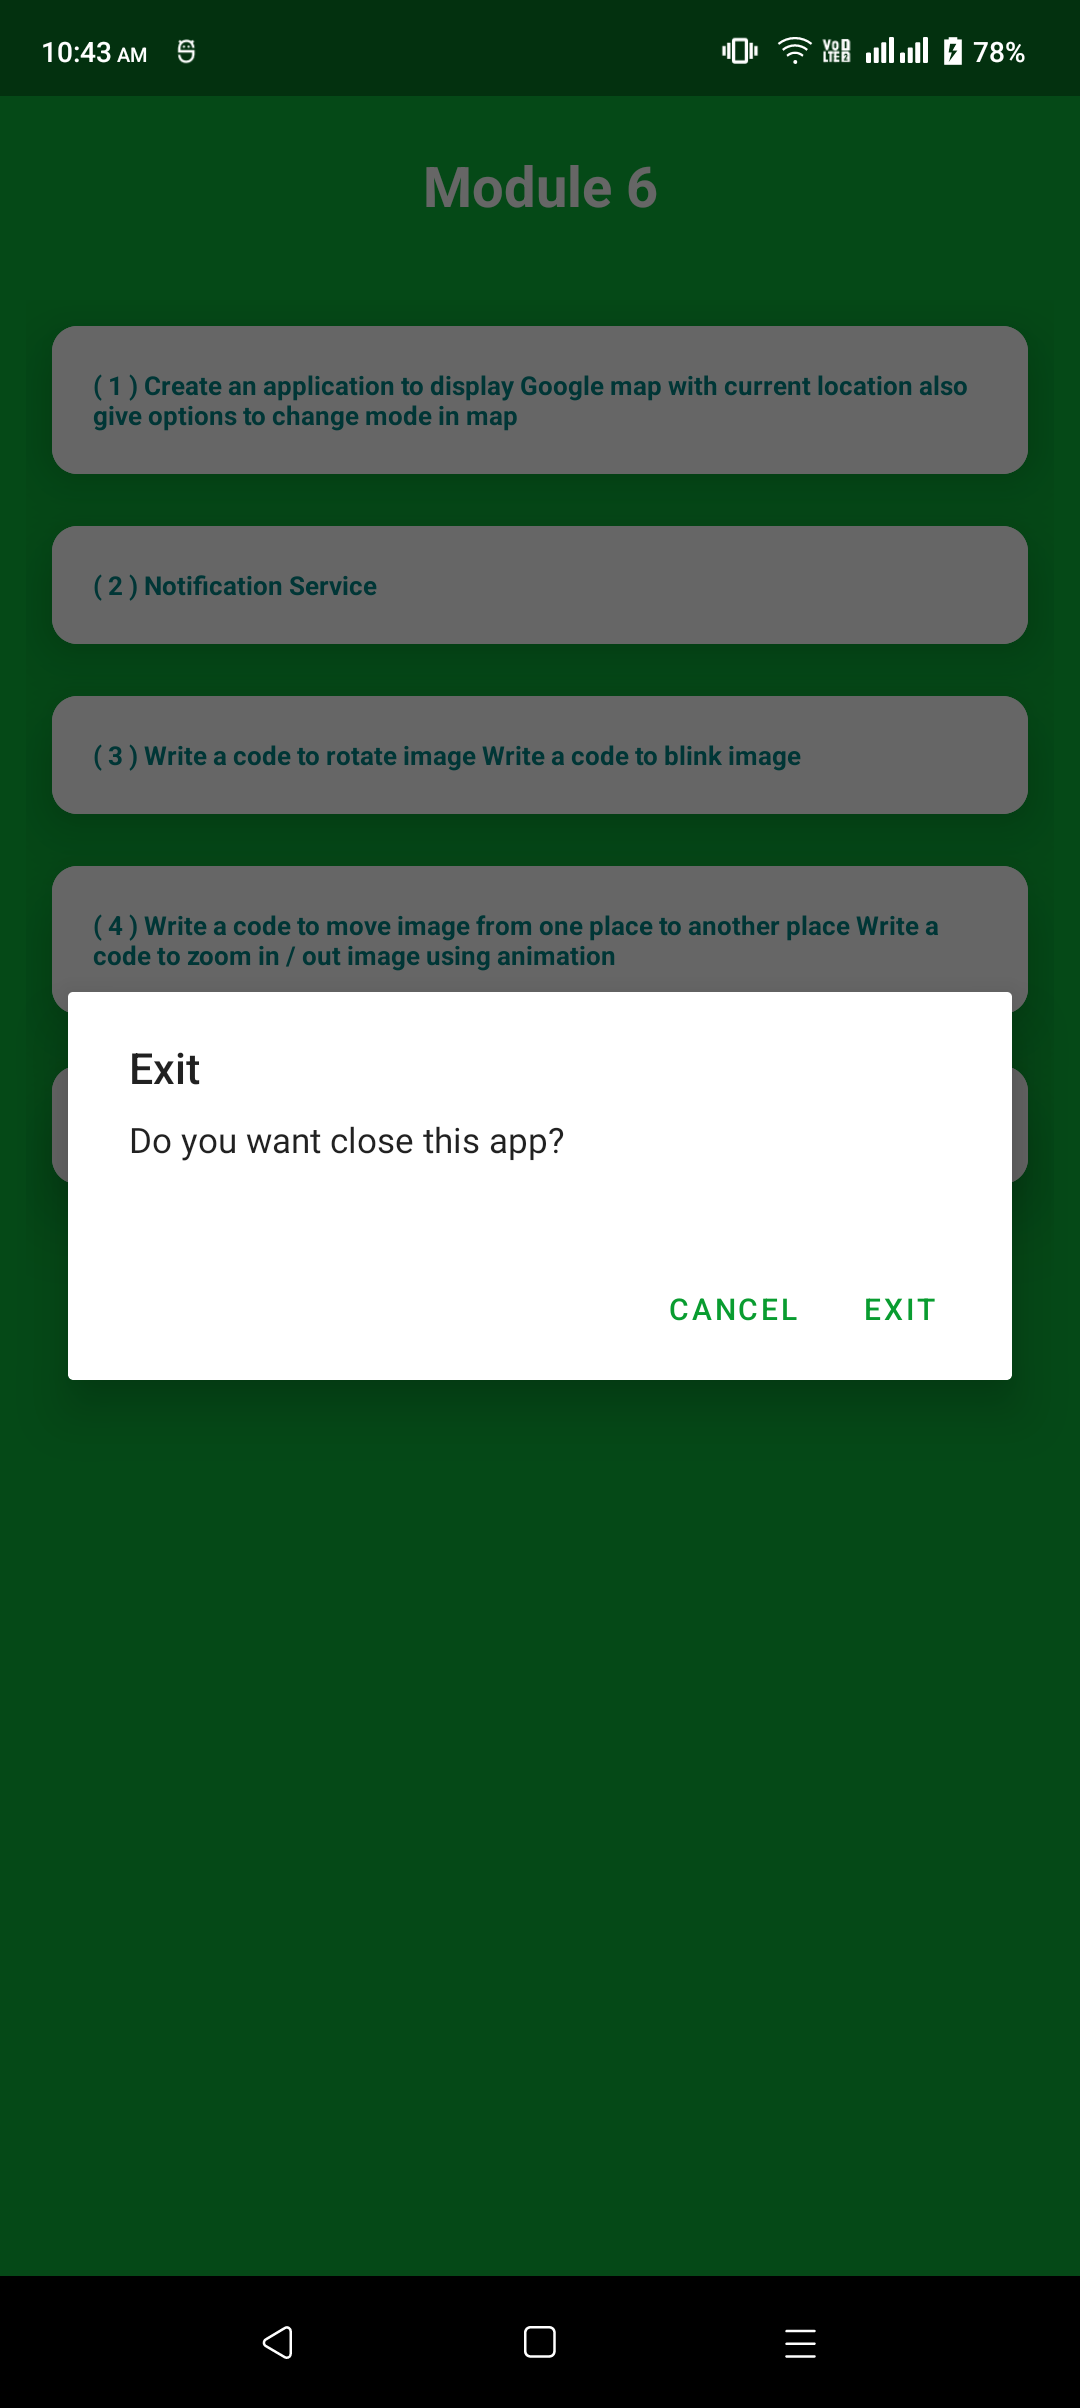 10:43 AM
VoD LTE 2
78%
Module 6
( 1 ) Create an application to display Google map with current location also
give options to change mode in map
( 2 ) Notification Service
( 3 ) Write a code to rotate image Write a code to blink image
( 4 ) Write a code to move image from one place to another place Write a
code to zoom in / out image using animation
Exit
Do you want close this app?
CANCEL EXIT